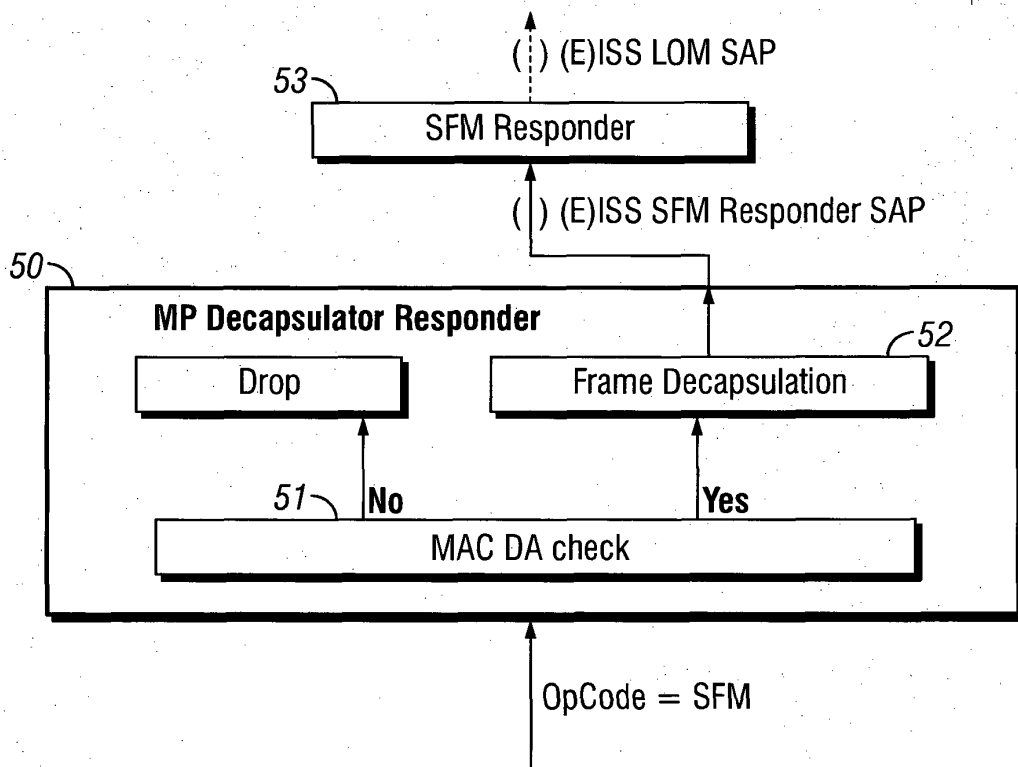 ( ) (E)ISS LOM SAP
53
SFM Responder
( ) (E)ISS SFM Responder SAP
50
MP Decapsulator Responder
52
Drop
Frame Decapsulation
51
No
Yes
MAC DA check
OpCode = SFM